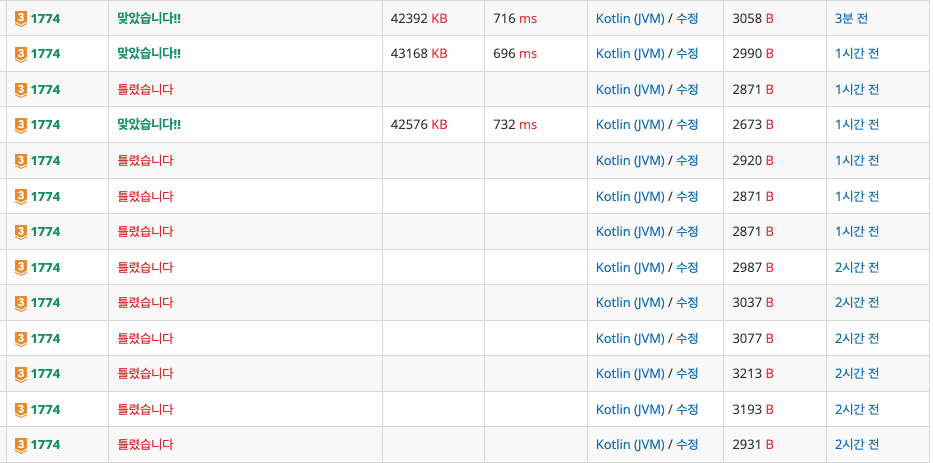 3 1774 맞았습니다!! 42392 KB 716 ms Kotlin (JVM) / 수정 3058 B 3분 전
3 1774 맞았습니다!! 43168 KB 696 ms Kotlin (JVM) / 수정 2990 B 1시간 전
3 1774 틀렸습니다 Kotlin (JVM) / 수정 2871 B 1시간 전
3 1774 맞았습니다!! 42576 KB 732 ms Kotlin (JVM) / 수정 2673 B 1시간 전
3 1774 틀렸습니다 Kotlin (JVM) / 수정 2920 B 1시간 전
3 1774 틀렸습니다 Kotlin (JVM) / 수정 2871 B 1시간 전
3 1774 틀렸습니다 Kotlin (JVM) / 수정 2871 B 1시간 전
3 1774 틀렸습니다 Kotlin (JVM) / 수정 2987 B 2시간 전
3 1774 틀렸습니다 Kotlin (JVM) / 수정 3037 B 2시간 전
3 1774 틀렸습니다 Kotlin (JVM) / 수정 3077 B 2시간 전
3 1774 틀렸습니다 Kotlin (JVM) / 수정 3213 B 2시간 전
3 1774 틀렸습니다 Kotlin (JVM) / 수정 3193 B 2시간 전
3 1774 틀렸습니다 Kotlin (JVM) / 수정 2931 B 2시간 전